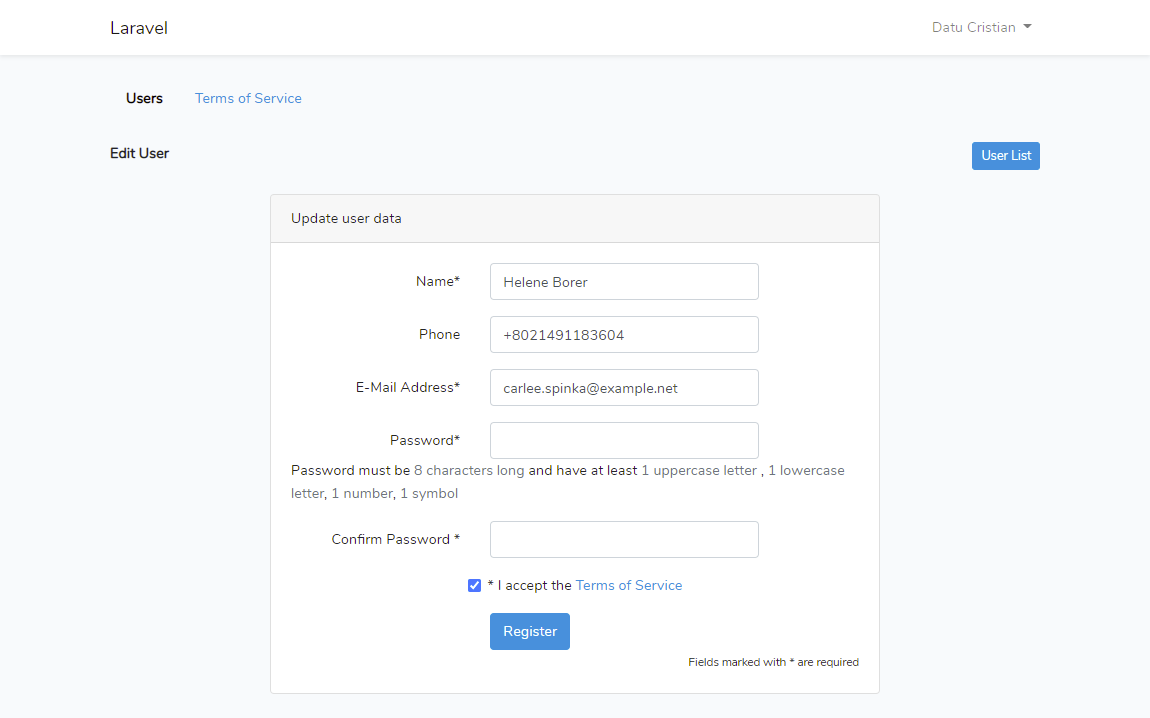 Laravel
Datu Cristian
Users
Terms of Service
Edit User
User List
Update user data
Name*
Helene Borer
Phone
+8021491183604
E-Mail Address*
carlee.spinka@example.net
Password*
Password must be 8 characters long and have at least 1 uppercase letter , 1 lowercase
letter, 1 number, 1 symbol
Confirm Password *
* I accept the Terms of Service
Register
Fields marked with * are required